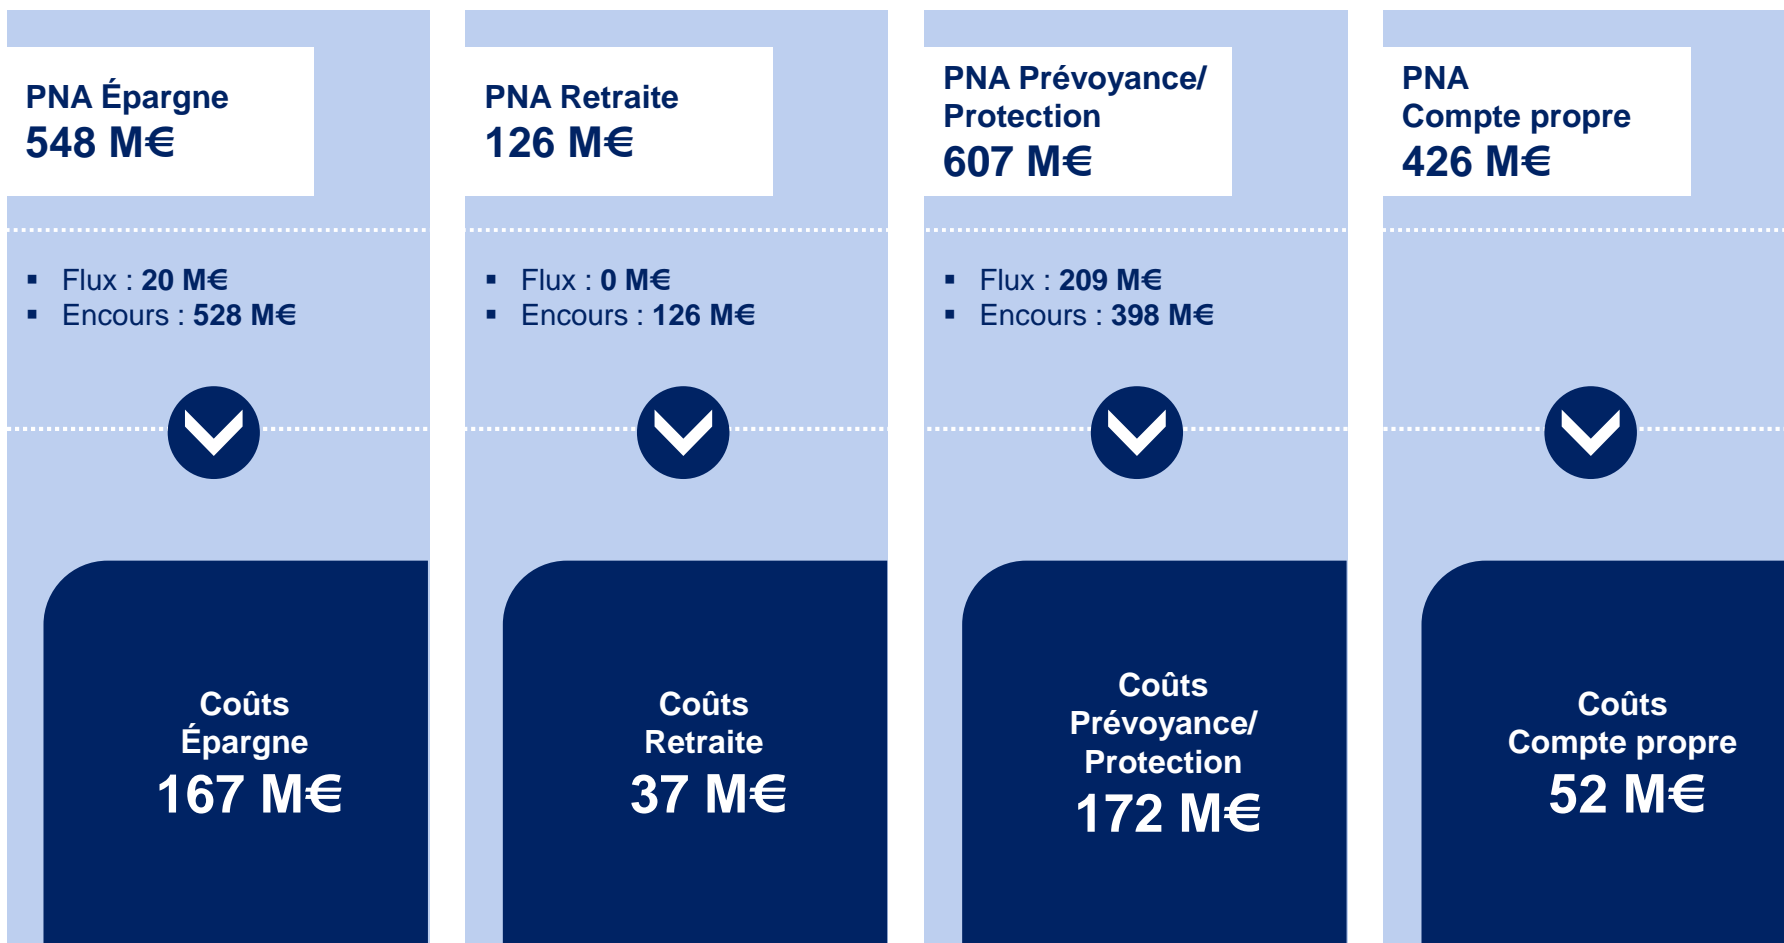 PNA Épargne
548 M€
▪ Flux : 20 M€
▪ Encours : 528 M€
Coûts
Épargne
167 M€
PNA Retraite
126 M€
▪ Flux : 0 M€
▪ Encours : 126 M€
Coûts
Retraite
37 M€
PNA Prévoyance/
Protection
607 M€
▪ Flux : 209 M€
▪ Encours : 398 M€
Coûts
Prévoyance/
Protection
172 M€
PNA
Compte propre
426 M€
Coûts
Compte propre
52 M€